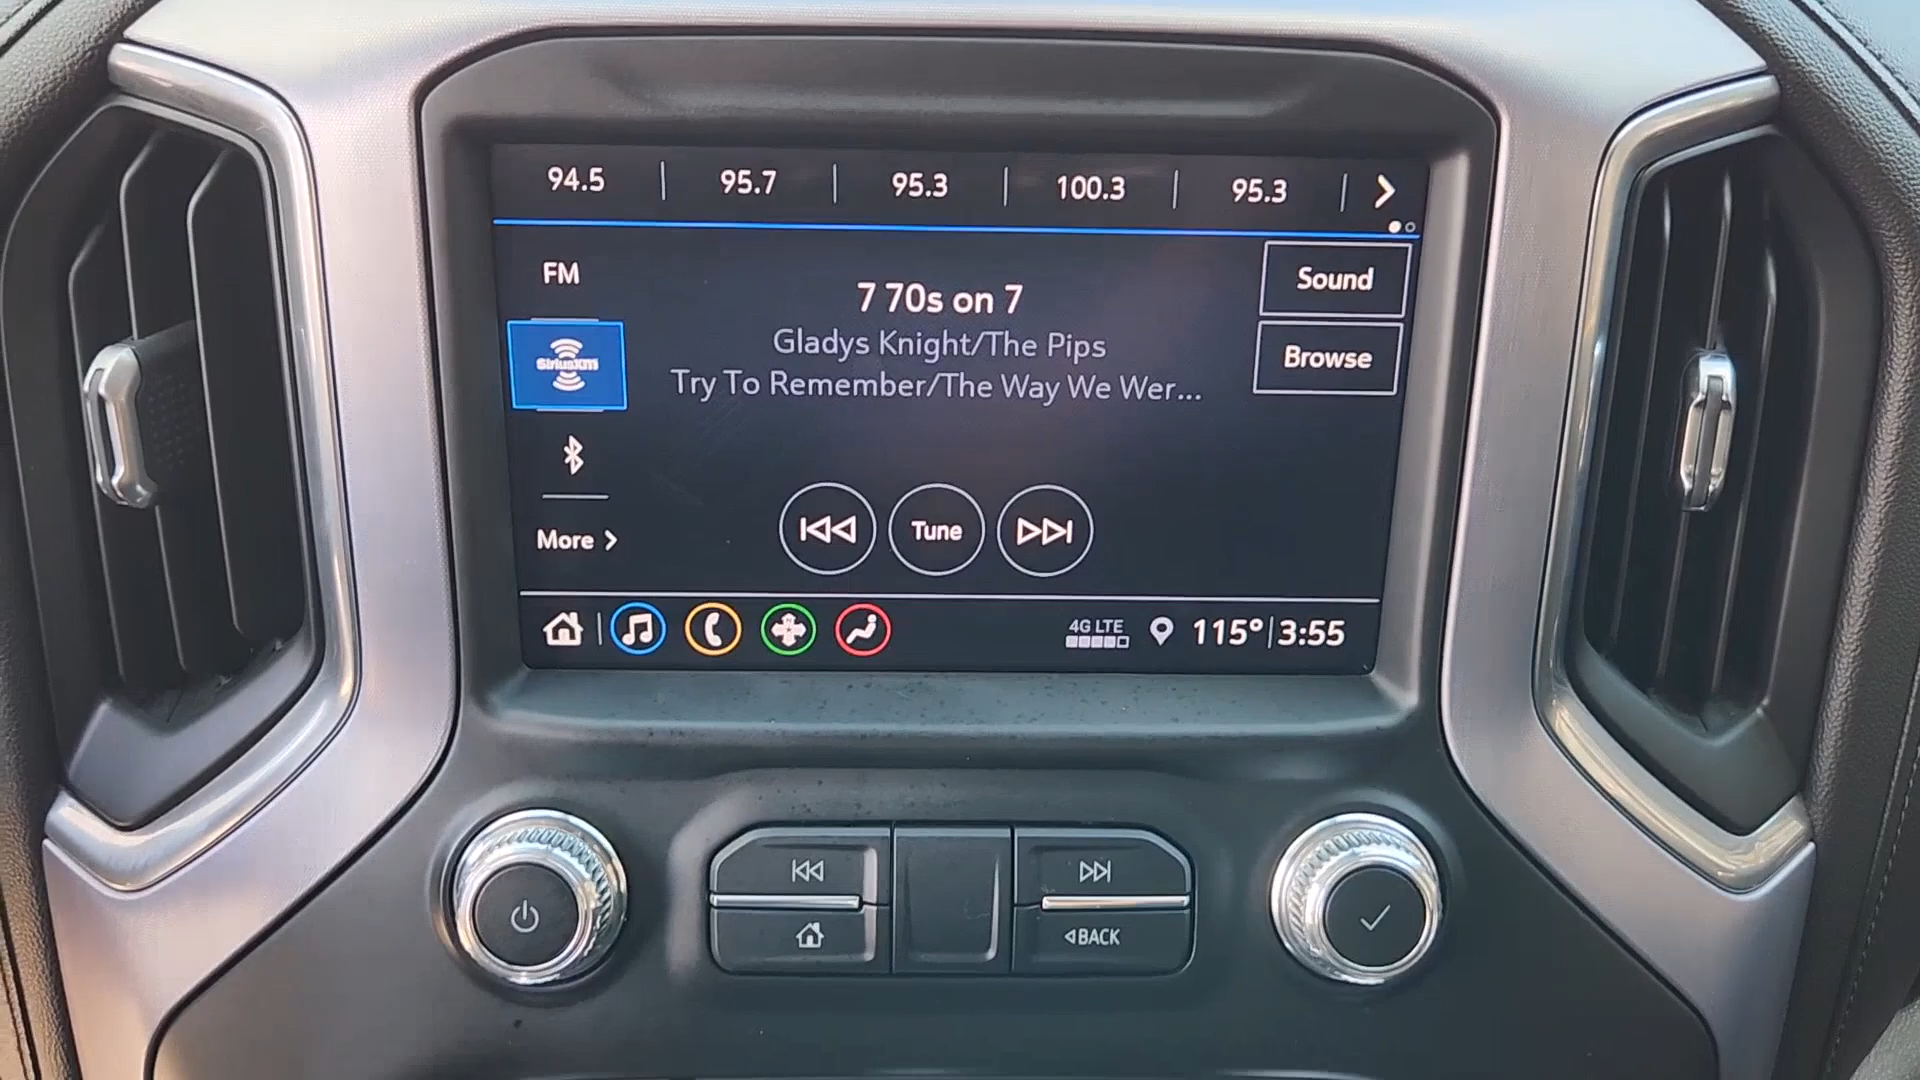 94.5 | 95.7 | 95.3 | 100.3 | 95.3
FM
Sound
7 70s on 7
Gladys Knight/The Pips
Try To Remember/The Way We Wer...
SiriusXM
Browse
More
Tune
4G LTE
115° 3:55
BACK